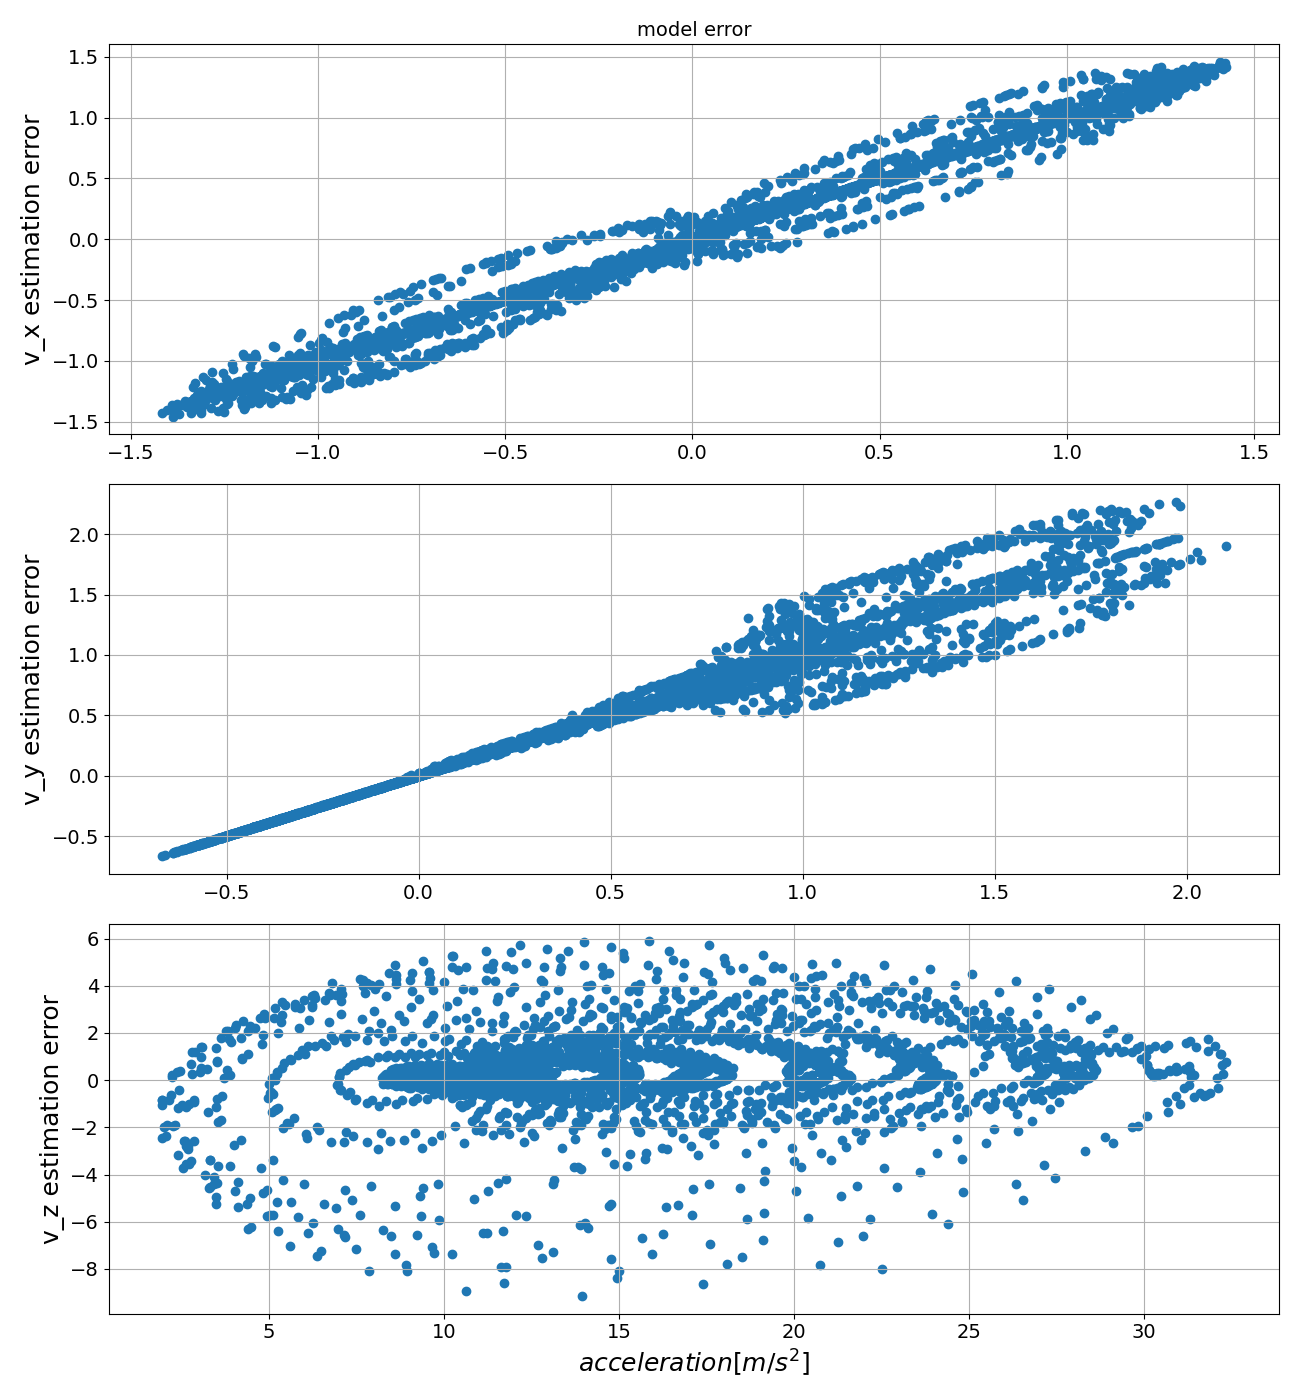 model error
v_x estimation error
1.5
1.0
0.5
0.0
−0.5
−1.0
−1.5
−1.5 −1.0 −0.5 0.0 0.5 1.0 1.5
v_y estimation error
2.0
1.5
1.0
0.5
0.0
−0.5
−0.5 0.0 0.5 1.0 1.5 2.0
v_z estimation error
6
4
2
0
−2
−4
−6
−8
5 10 15 20 25 30
acceleration[m/s²]